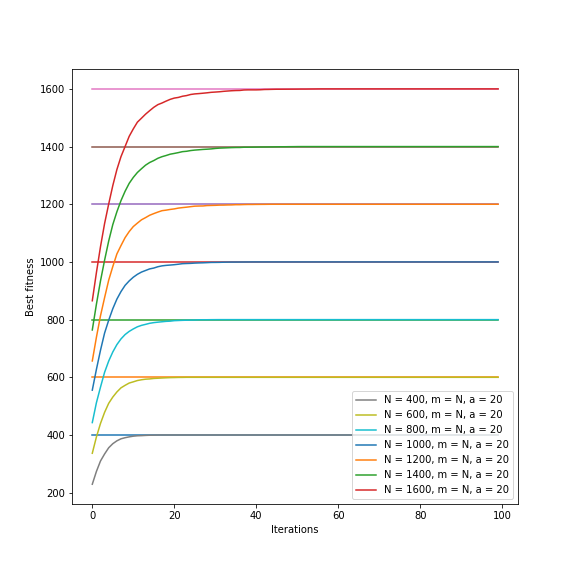 Best fitness
1600
1400
1200
1000
800
600
400
200
0
20
40
60
80
100
Iterations
N = 400, m = N, a = 20
N = 600, m = N, a = 20
N = 800, m = N, a = 20
N = 1000, m = N, a = 20
N = 1200, m = N, a = 20
N = 1400, m = N, a = 20
N = 1600, m = N, a = 20